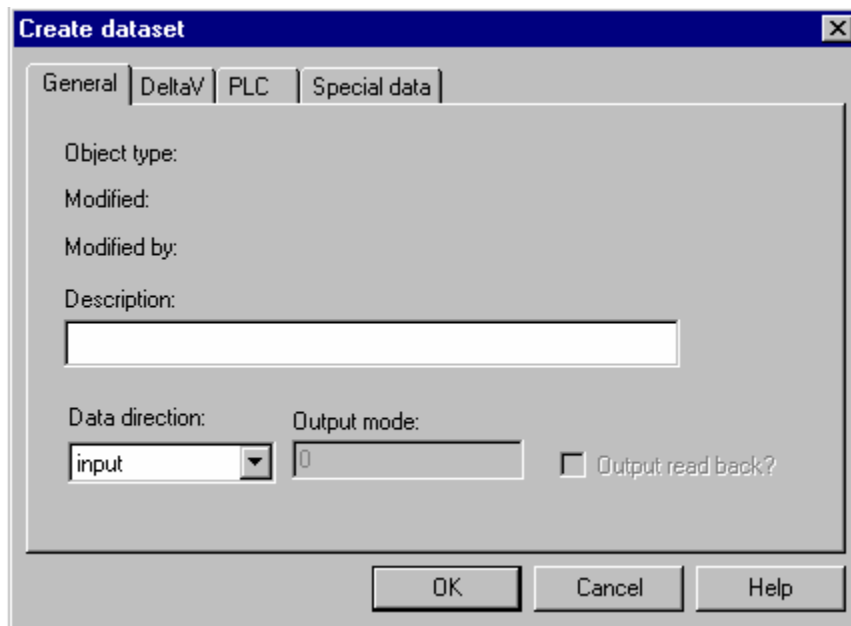 Create dataset
General DeltaV PLC Special data
Object type:
Modified:
Modified by:
Description:
Data direction: Output mode:
input 0 Output read back?
OK Cancel Help